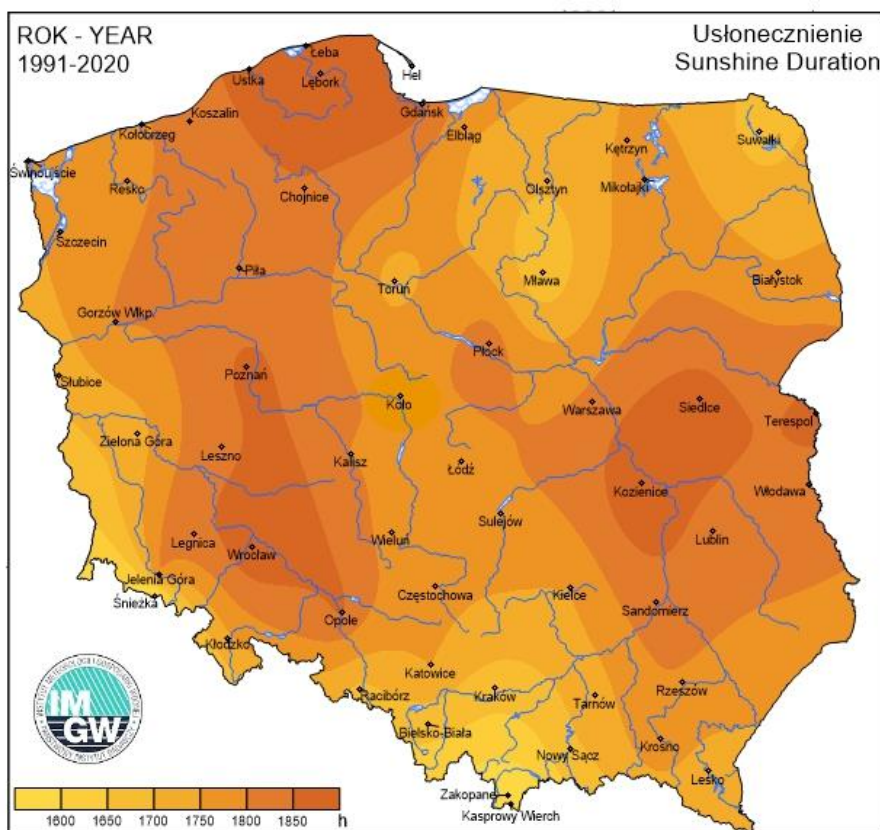 ROK - YEAR
1991-2020
Usłonecznienie
Sunshine Duration
Łeba
Hel
Ustka
Lębork
Gdańsk
Koszalin
Kołobrzeg
Elbląg
Suwałki
Kętrzyn
Świnoujście
Resko
Chojnice
Olsztyn
Mikołajki
Szczecin
Piła
Toruń
Mława
Białystok
Gorzów Wlkp.
Płock
Poznań
Słubice
Koło
Warszawa
Siedlce
Terespol
Zielona Góra
Leszno
Kalisz
Łódź
Kozienice
Włodawa
Sulejów
Legnica
Wrocław
Wieluń
Lublin
Jelenia Góra
Śnieżka
Częstochowa
Kielce
Sandomierz
Opole
Kłodzko
Katowice
Racibórz
Kraków
Tarnów
Rzeszów
Bielsko-Biała
Nowy Sącz
Krosno
Lesko
Zakopane
Kasprowy Wierch
IM
GW
1600 1650 1700 1750 1800 1850 h